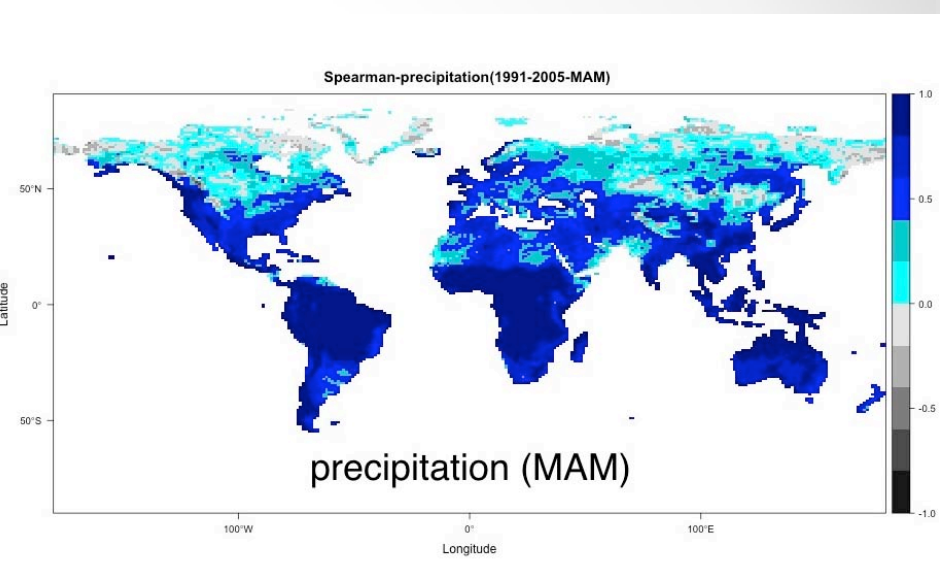 Spearman-precipitation(1991-2005-MAM)
1.0
0.5
0.0
-0.5
-1.0
50°N
0°
50°S
Latitude
precipitation (MAM)
100°W
0°
100°E
Longitude